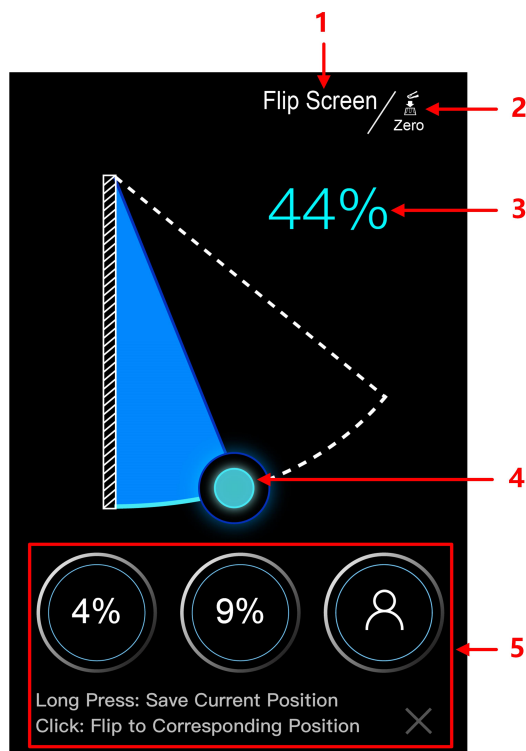 1
Flip Screen
Zero
2
44%
3
4
4%
9%
5
Long Press: Save Current Position
Click: Flip to Corresponding Position